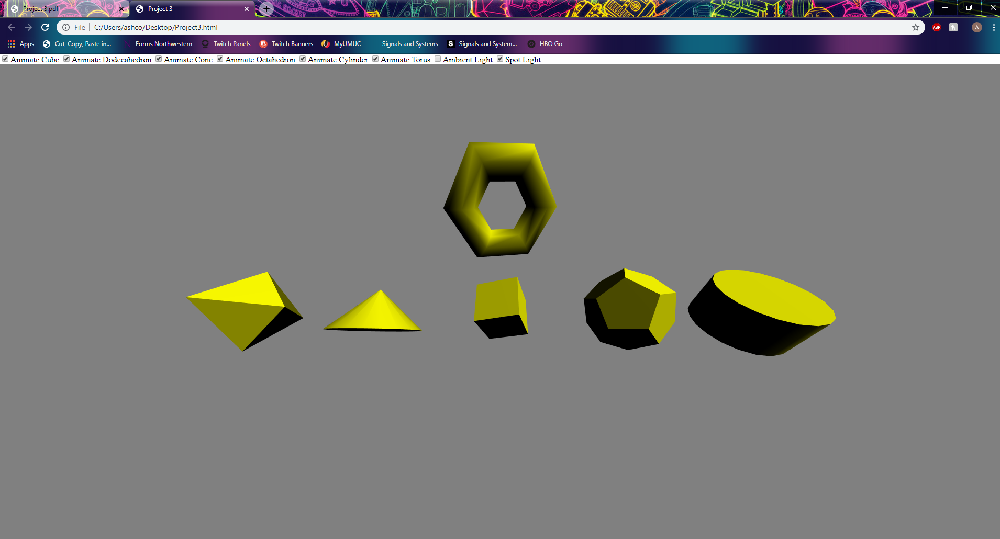 Project 3.pdf
Project 3
File
C:/Users/ashco/Desktop/Project3.html
ABP
A
Apps
Cut, Copy, Paste in...
Forms Northwestern
Twitch Panels
Twitch Banners
MyUMUC
Signals and Systems
S
Signals and System...
HBO Go
Animate Cube Animate Dodecahedron Animate Cone Animate Octahedron Animate Cylinder Animate Torus Ambient Light Spot Light